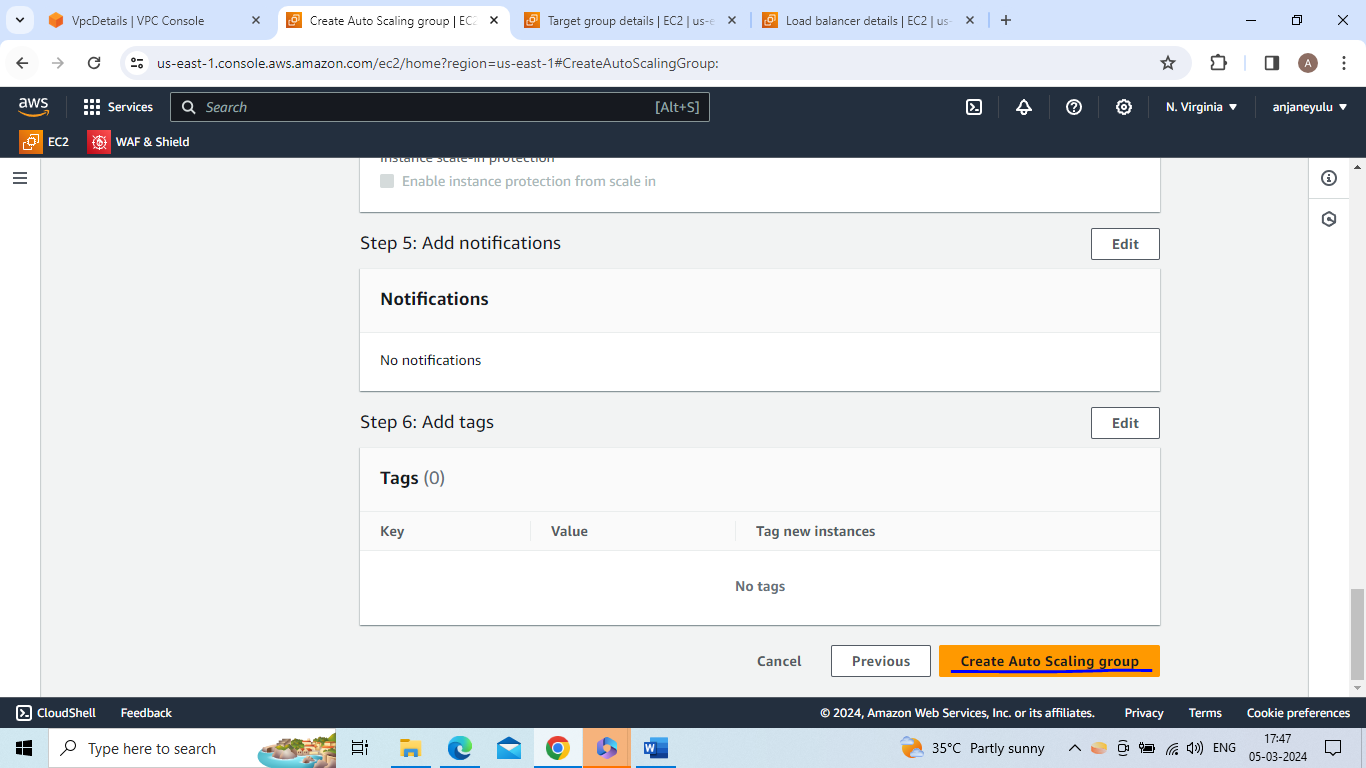 VpcDetails | VPC Console
Create Auto Scaling group | EC2
Target group details | EC2 | us-e
Load balancer details | EC2 | us-
us-east-1.console.aws.amazon.com/ec2/home?region=us-east-1#CreateAutoScalingGroup:
A
aws
Services
Search
[Alt+S]
N. Virginia
anjaneyulu
EC2
WAF & Shield
Instance scale-in protection
Enable instance protection from scale in
Step 5: Add notifications
Edit
Notifications
No notifications
Step 6: Add tags
Edit
Tags (0)
Key Value Tag new instances
No tags
Cancel Previous Create Auto Scaling group
CloudShell Feedback © 2024, Amazon Web Services, Inc. or its affiliates. Privacy Terms Cookie preferences
Type here to search
35°C Partly sunny
ENG
17:47
05-03-2024